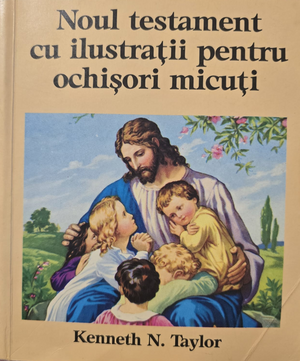 Noul testament
cu ilustrații pentru
ochișori micuți
Kenneth N. Taylor